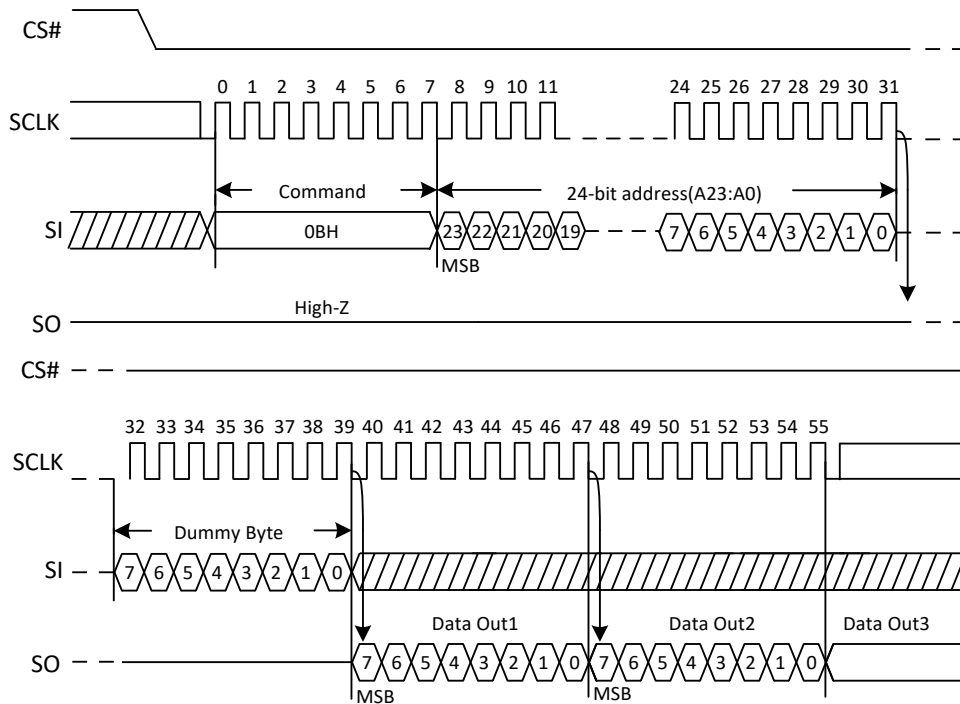 CS#
0 1 2 3 4 5 6 7 8 9 10 11 24 25 26 27 28 29 30 31
SCLK
Command 24-bit address(A23:A0)
SI 0BH 23 22 21 20 19 7 6 5 4 3 2 1 0
MSB
High-Z
SO
CS#
32 33 34 35 36 37 38 39 40 41 42 43 44 45 46 47 48 49 50 51 52 53 54 55
SCLK
Dummy Byte
SI 7 6 5 4 3 2 1 0
Data Out1 Data Out2 Data Out3
SO 7 6 5 4 3 2 1 0 7 6 5 4 3 2 1 0
MSB MSB